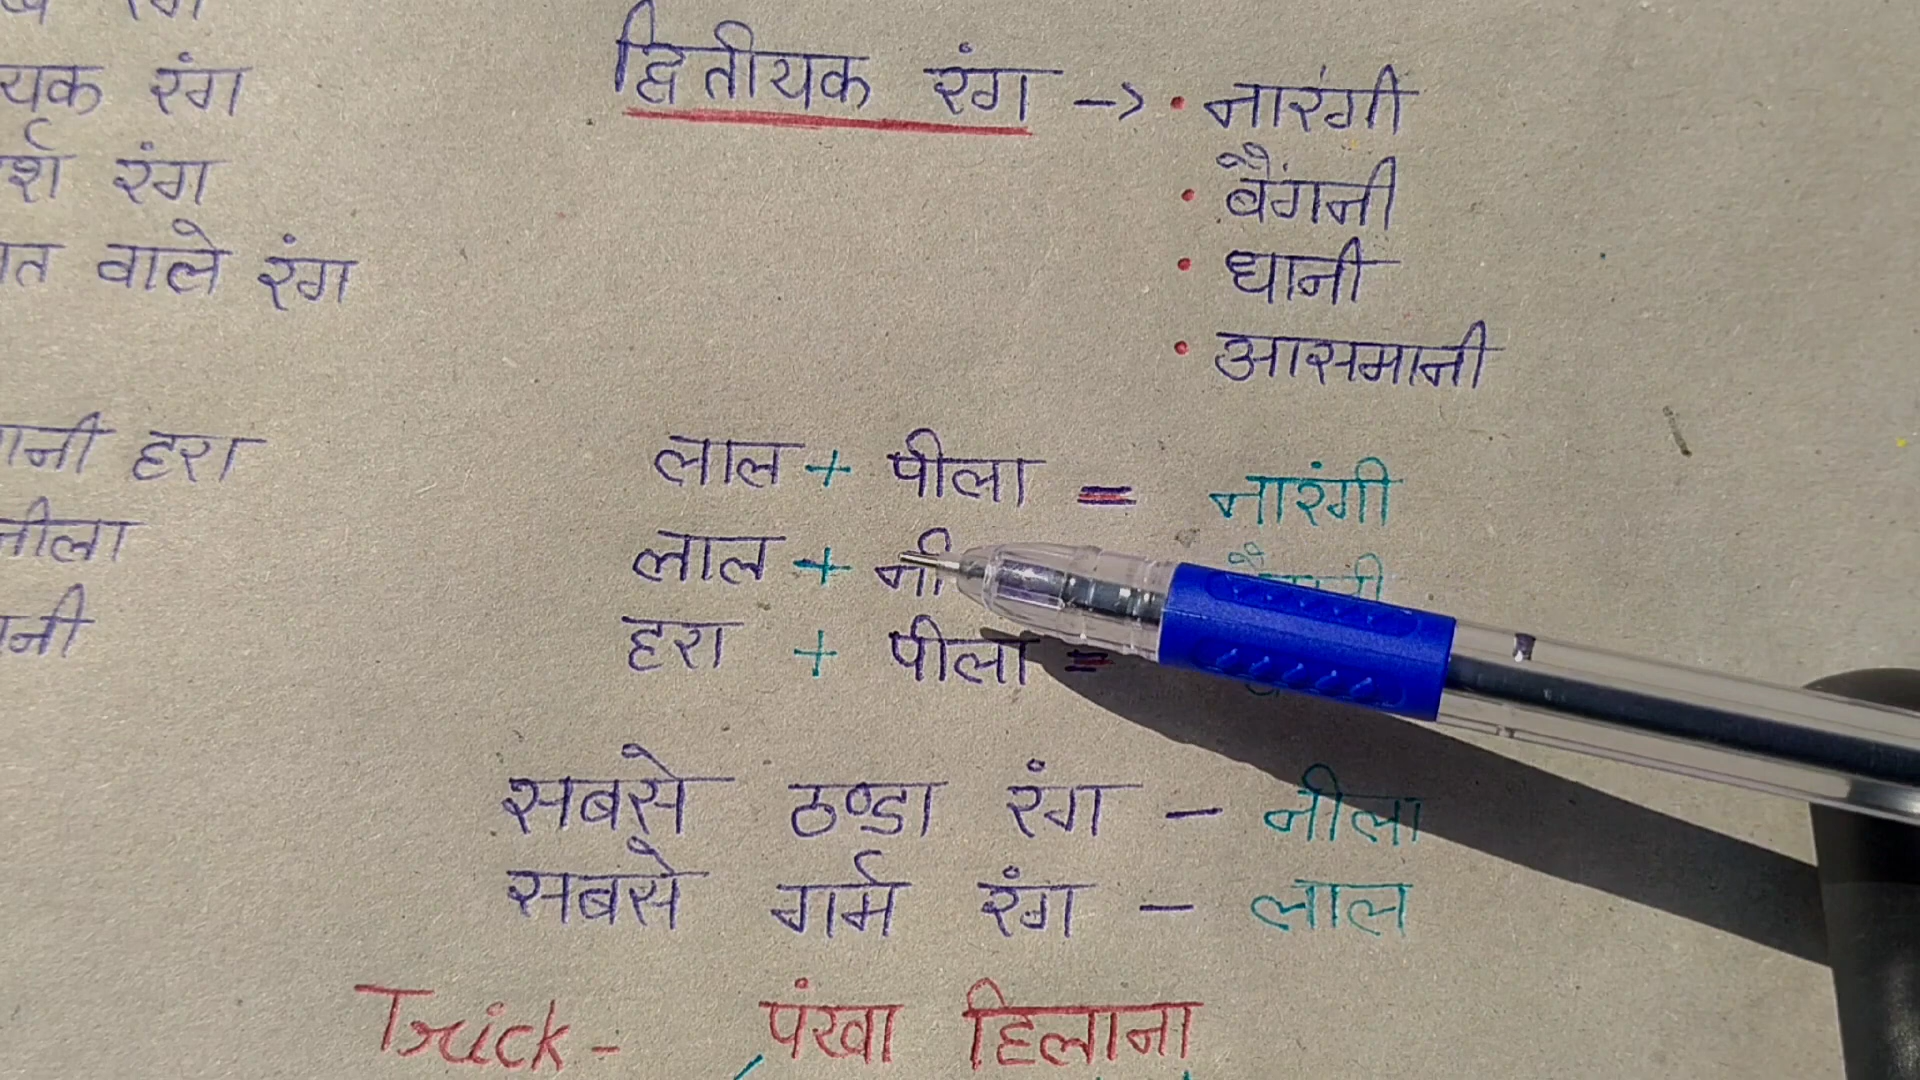 रंग
यक रंग
र्श रंग
ात वाले रंग
ानी हरा
नीला
ानी
द्वितीयक रंग -> • नारंगी
• बैंगनी
• धानी
• आसमानी
लाल + पीला = नारंगी
लाल +
हरा + पीला =
सबसे ठण्डा रंग - नीला
सबसे गर्म रंग - लाल
Trick - पंखा हिलाना